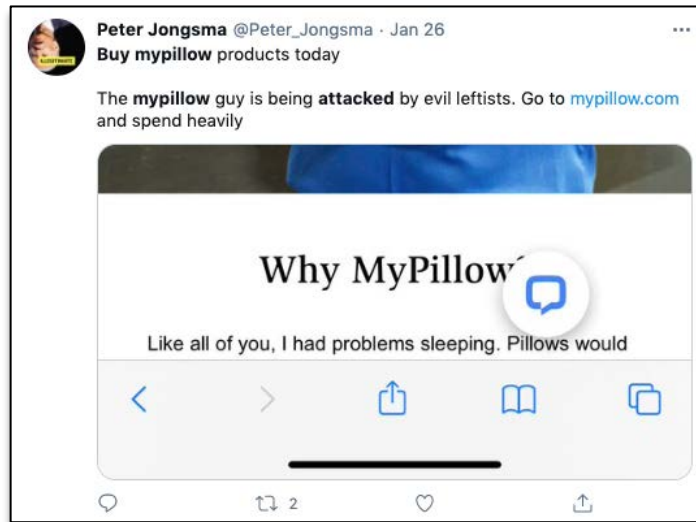 Peter Jongsma @Peter_Jongsma · Jan 26
Buy mypillow products today
The mypillow guy is being attacked by evil leftists. Go to mypillow.com
and spend heavily
Why MyPillow
Like all of you, I had problems sleeping. Pillows would
2